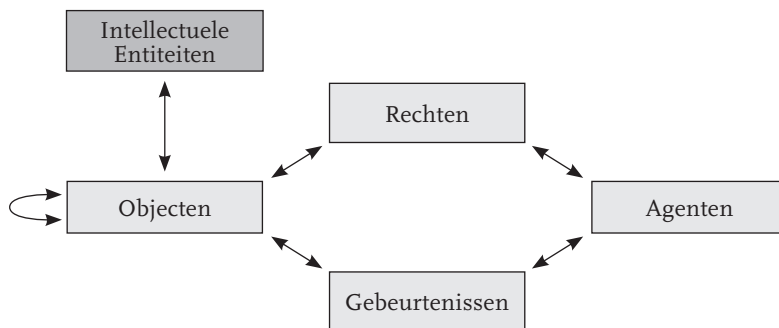 Intellectuele
Entiteiten
Rechten
Objecten
Agenten
Gebeurtenissen